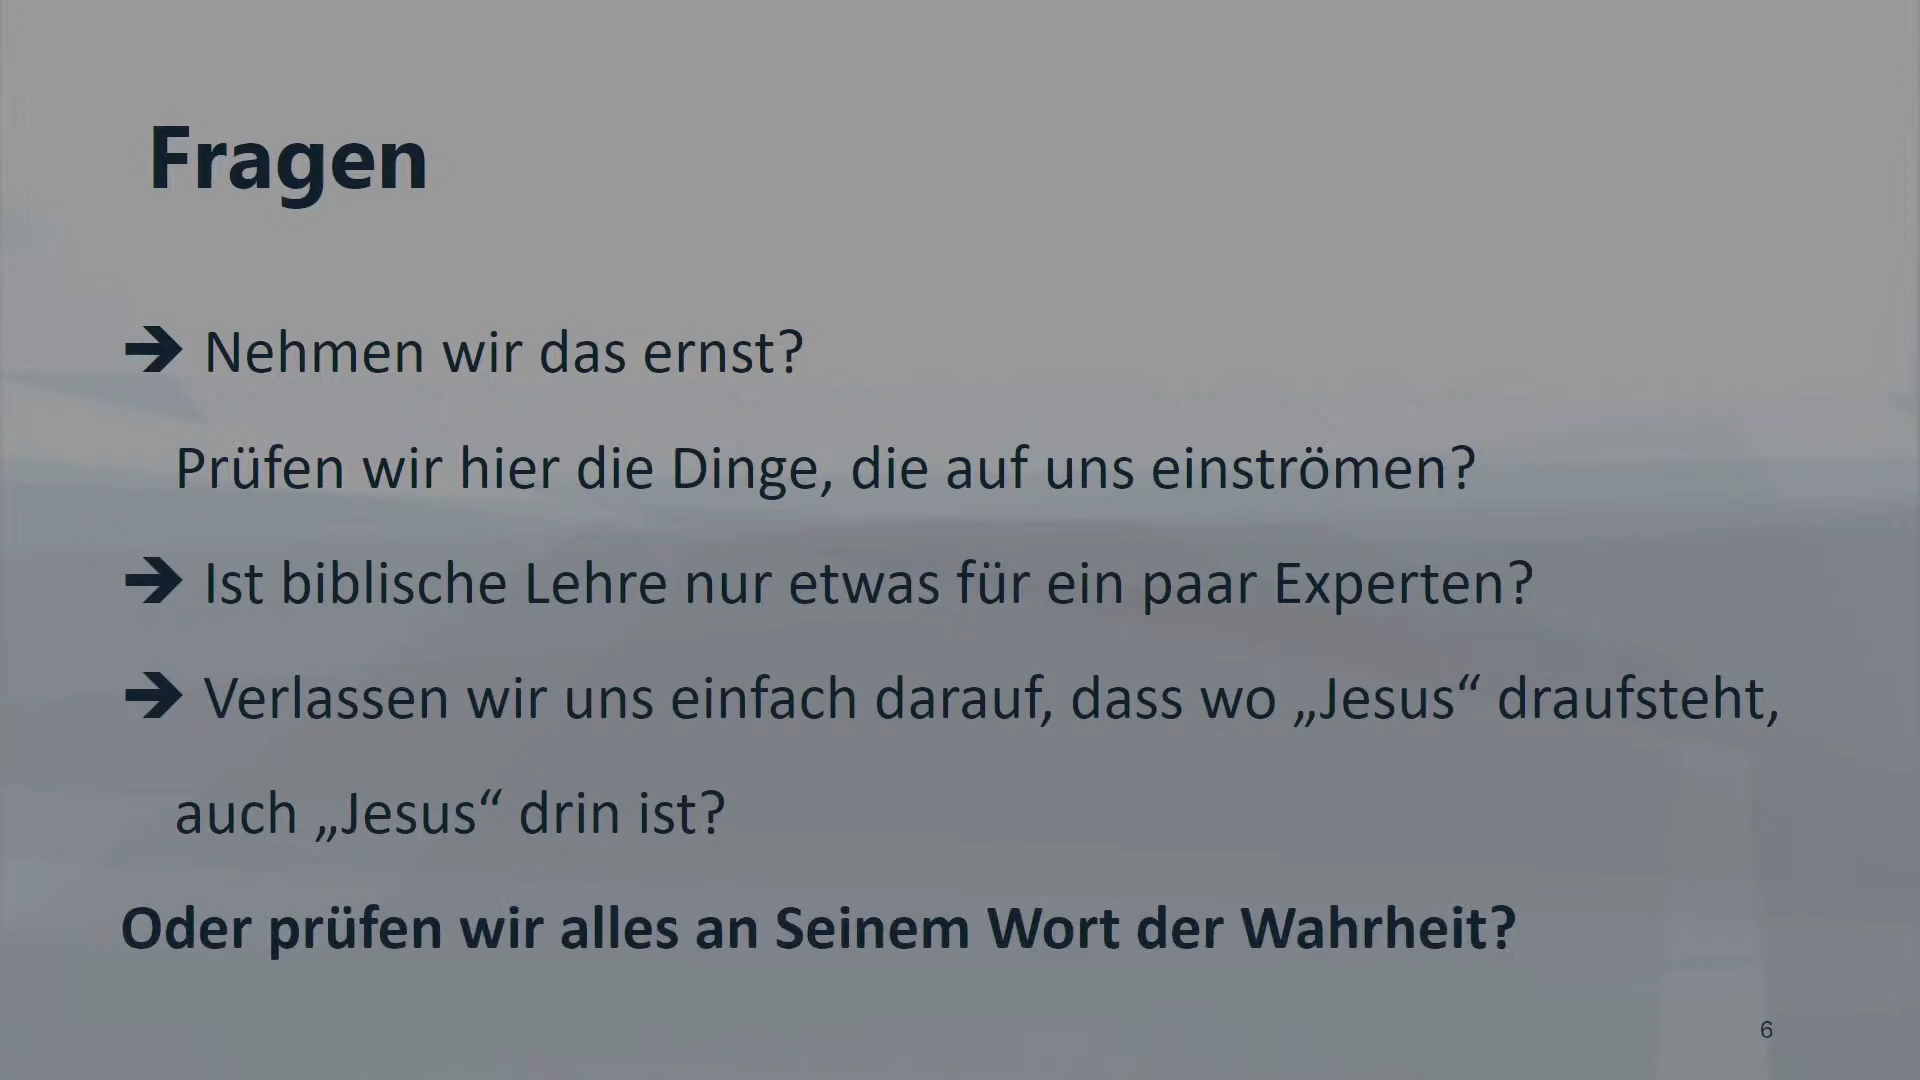 Fragen
➔ Nehmen wir das ernst?
Prüfen wir hier die Dinge, die auf uns einströmen?
➔ Ist biblische Lehre nur etwas für ein paar Experten?
➔ Verlassen wir uns einfach darauf, dass wo „Jesus“ draufsteht,
auch „Jesus“ drin ist?
Oder prüfen wir alles an Seinem Wort der Wahrheit?
6